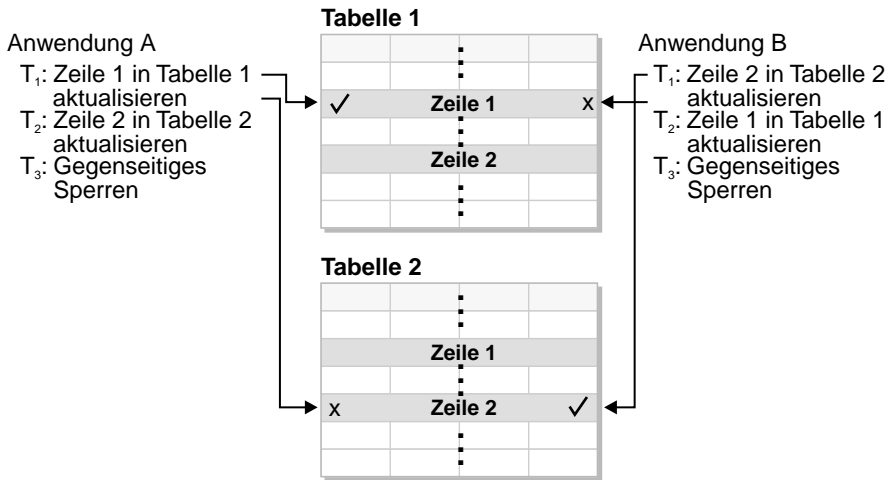 Tabelle 1
Anwendung A
T₁: Zeile 1 in Tabelle 1
aktualisieren
T₂: Zeile 2 in Tabelle 2
aktualisieren
T₃: Gegenseitiges
Sperren
✓ Zeile 1 x
Zeile 2
Anwendung B
T₁: Zeile 2 in Tabelle 2
aktualisieren
T₂: Zeile 1 in Tabelle 1
aktualisieren
T₃: Gegenseitiges
Sperren
Tabelle 2
Zeile 1
x Zeile 2 ✓